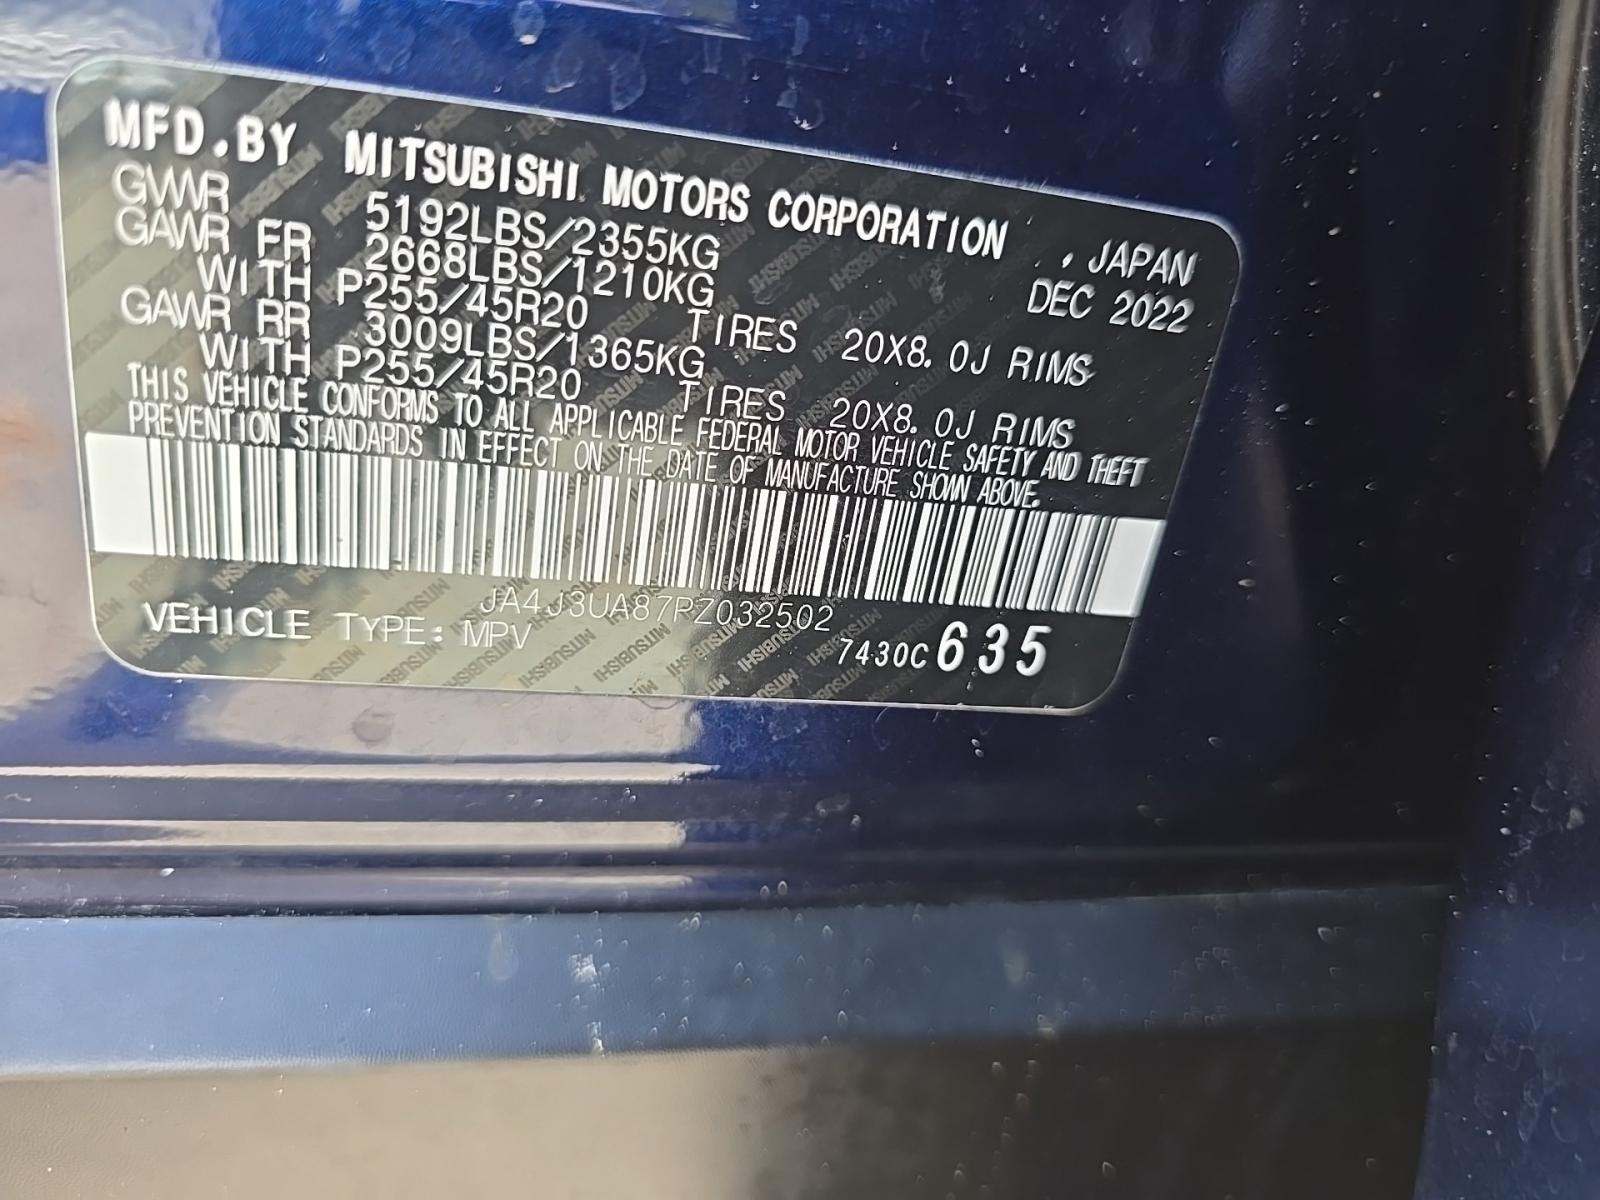 MFD.BY MITSUBISHI MOTORS CORPORATION , JAPAN
GVWR 5192LBS/2355KG DEC 2022
GAWR FR 2668LBS/1210KG
WITH P255/45R20 TIRES 20X8.0J RIMS
GAWR RR 3009LBS/1365KG
WITH P255/45R20 TIRES 20X8.0J RIMS
THIS VEHICLE CONFORMS TO ALL APPLICABLE FEDERAL MOTOR VEHICLE SAFETY AND THEFT
PREVENTION STANDARDS IN EFFECT ON THE DATE OF MANUFACTURE SHOWN ABOVE.
JA4J3UA87PZ032502
VEHICLE TYPE: MPV 7430C 635